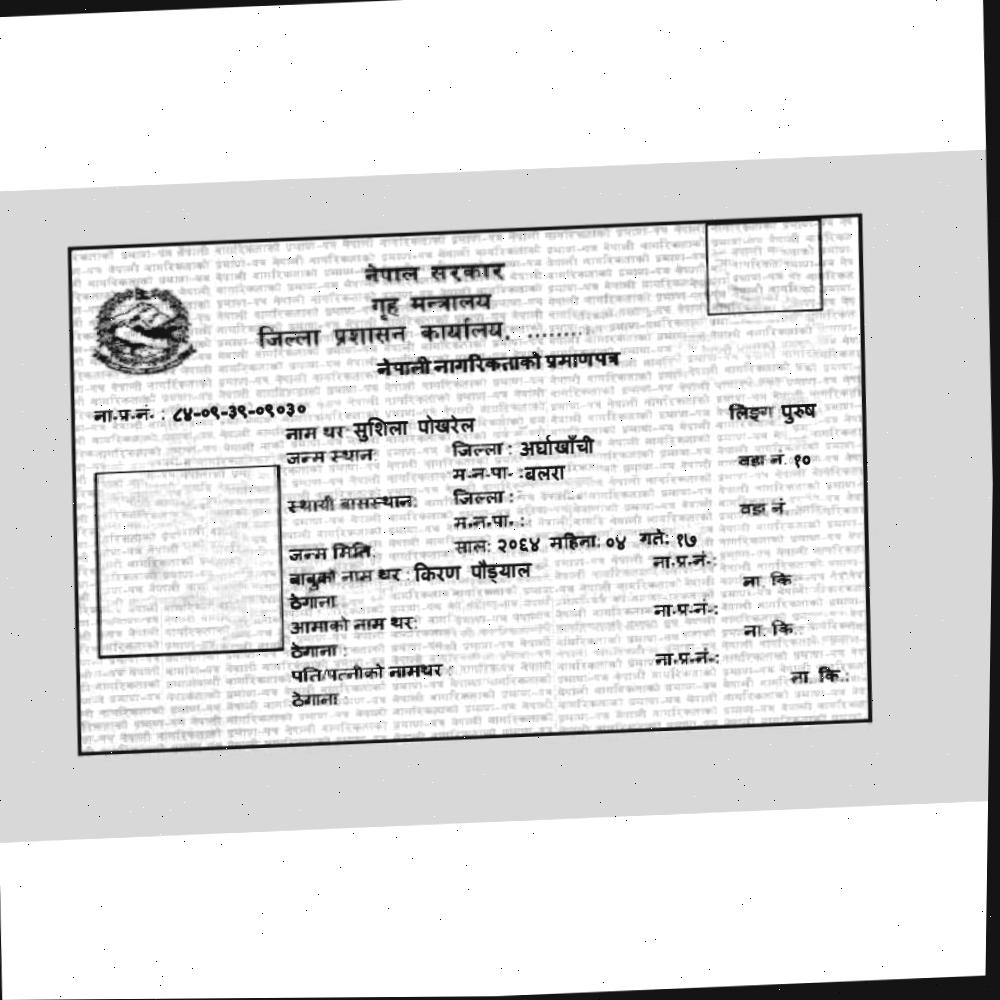 नेपाल सरकार
गृह मन्त्रालय
जिल्ला प्रशासन कार्यालय, ........
नेपाली नागरिकताको प्रमाणपत्र
ना.प्र.नं. : ८४-०९-३९-०९०३०
लिङ्ग पुरुष
नाम थर सुशिला पोखरेल
जन्म स्थान: जिल्ला : अर्घाखाँची
म.न.पा. : बलरा वडा नं. १०
स्थायी बासस्थान: जिल्ला :
म.न.पा. : वडा नं.
जन्म मिति: साल: २०६४ महिना: ०४ गते: १७
बाबुको नाम थर : किरण पौड्याल ना.प्र.नं.:
ठेगाना ना. कि.:
आमाको नाम थर: ना.प्र.नं.:
ठेगाना : ना. कि.:
पति/पत्नीको नामथर : ना.प्र.नं.:
ठेगाना ना. कि.: